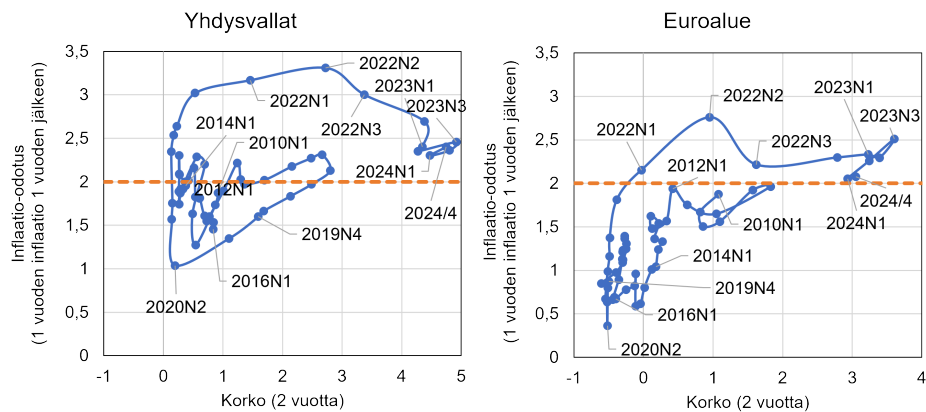 Yhdysvallat
Inflaatio-odotus
(1 vuoden inflaatio 1 vuoden jälkeen)
3,5
3
2,5
2
1,5
1
0,5
0
-1
0
1
2
3
4
5
Korko (2 vuotta)
2022N2
2023N1
2022N1
2023N3
2014N1
2022N3
2010N1
2024N1
2012N1
2024/4
2019N4
2016N1
2020N2
Euroalue
Inflaatio-odotus
(1 vuoden inflaatio 1 vuoden jälkeen)
3,5
3
2,5
2
1,5
1
0,5
0
-1
0
1
2
3
4
Korko (2 vuotta)
2023N1
2022N2
2023N3
2022N1
2022N3
2012N1
2024/4
2024N1
2010N1
2014N1
2019N4
2016N1
2020N2